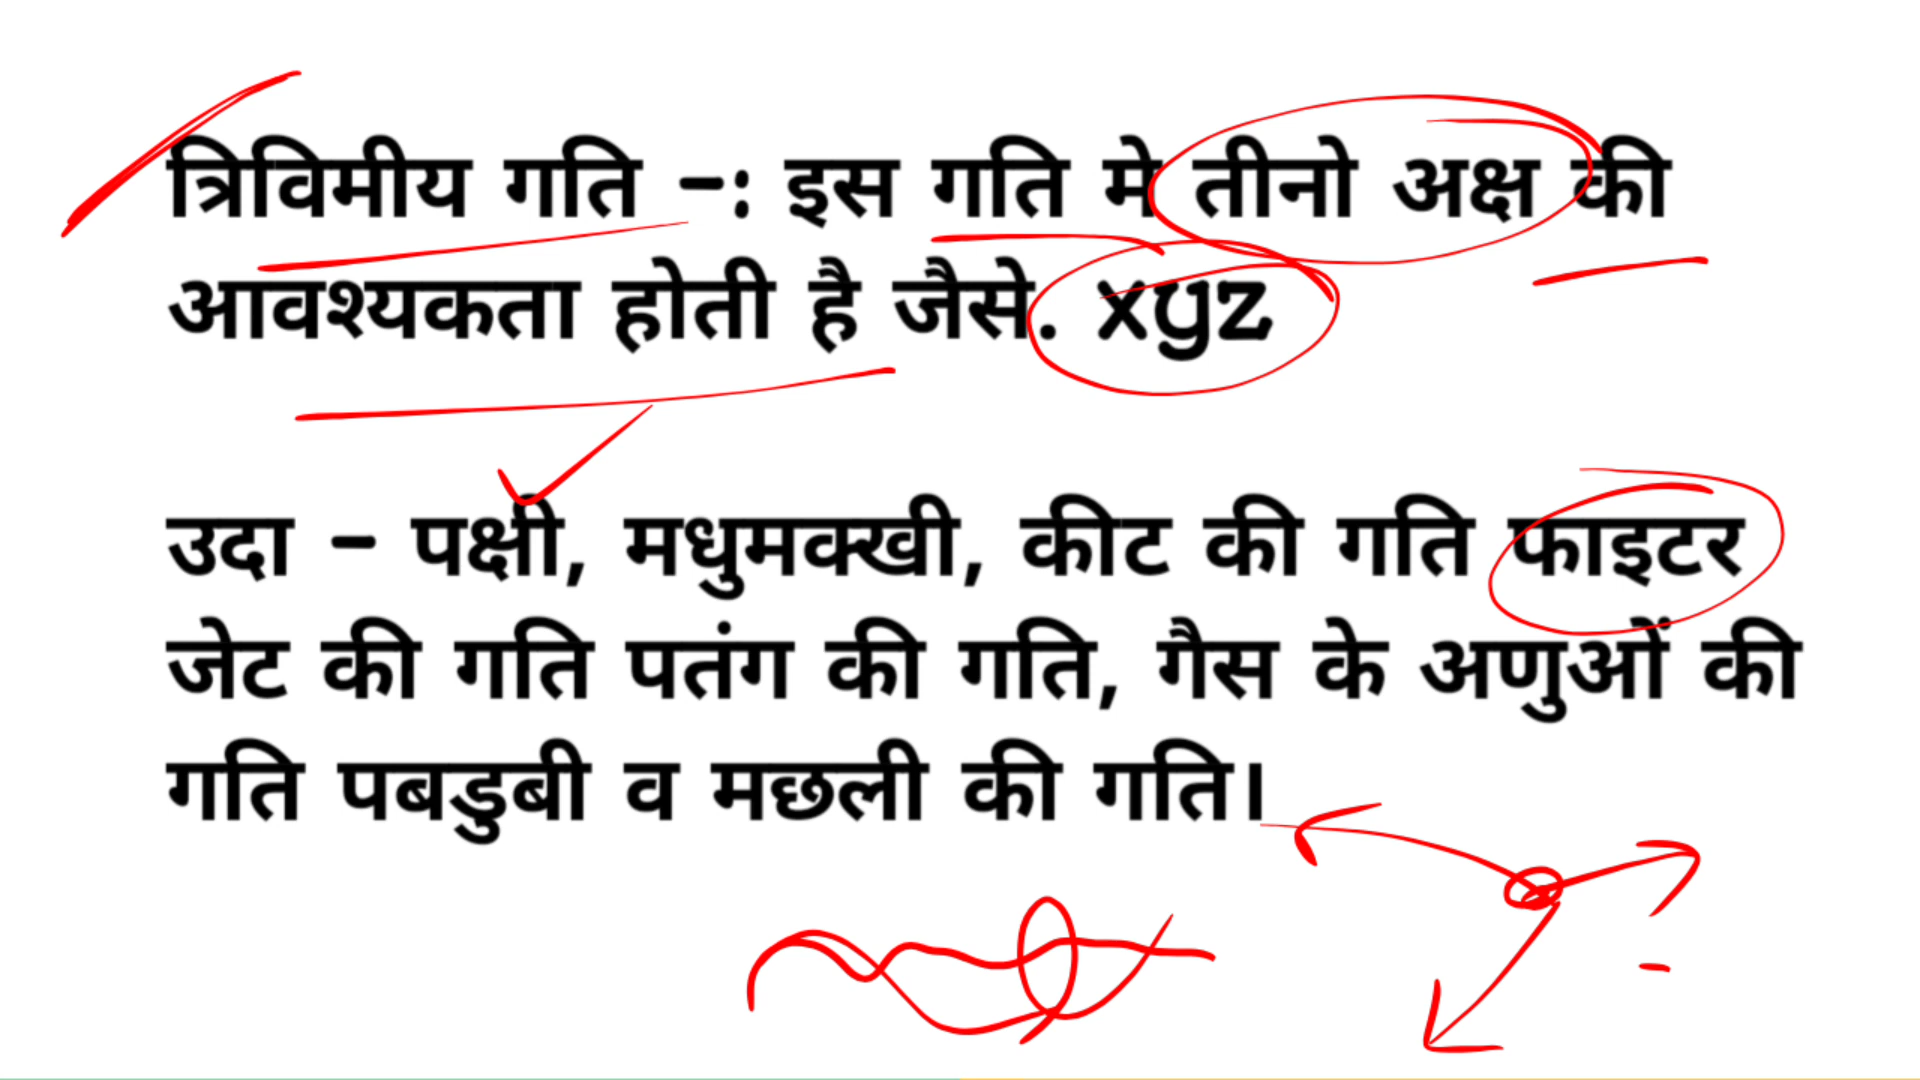 त्रिविमीय गति -: इस गति मे तीनो अक्ष की
आवश्यकता होती है जैसे. xyz
उदा - पक्षी, मधुमक्खी, कीट की गति फाइटर
जेट की गति पतंग की गति, गैस के अणुओं की
गति पबडुबी व मछली की गति।